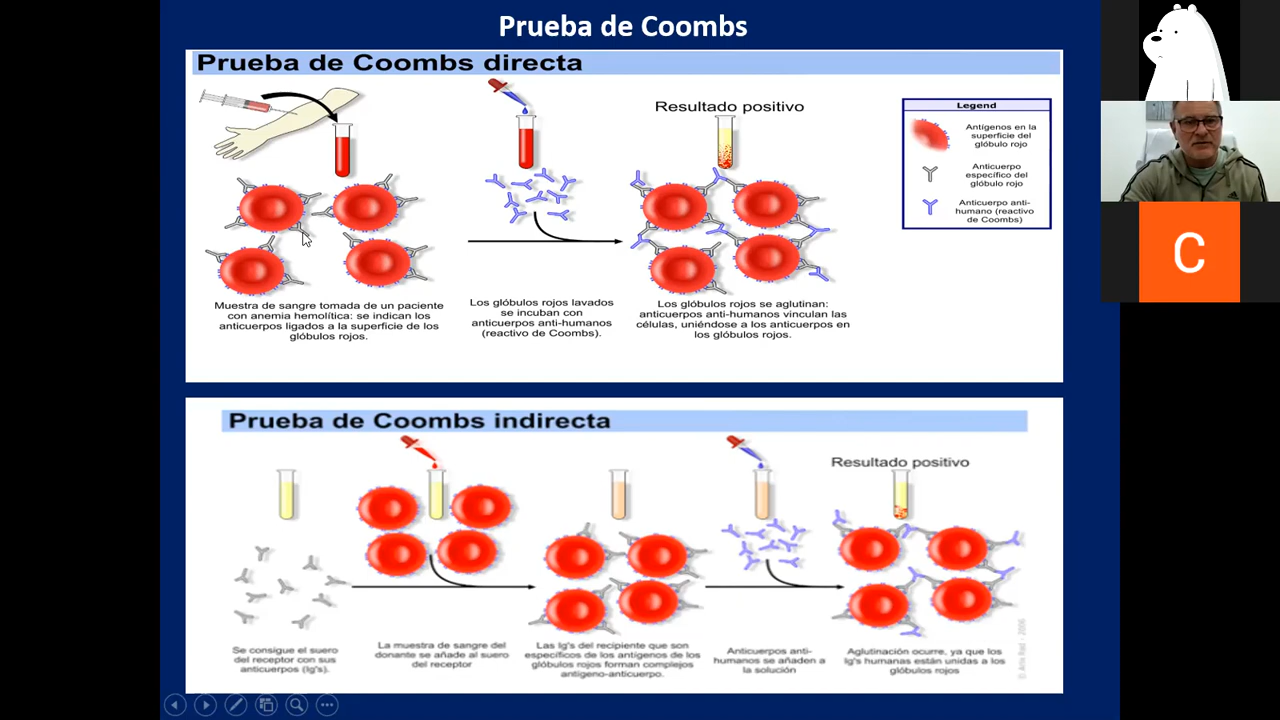 Prueba de Coombs
Prueba de Coombs directa
Resultado positivo
Legend
Antígenos en la
superficie del
glóbulo rojo
Anticuerpo
específico del
glóbulo rojo
Anticuerpo anti-
humano (reactivo
de Coombs)
Muestra de sangre tomada de un paciente
con anemia hemolítica: se indican los
anticuerpos ligados a la superficie de los
glóbulos rojos.
Los glóbulos rojos lavados
se incuban con
anticuerpos anti-humanos
(reactivo de Coombs).
Los glóbulos rojos se aglutinan:
anticuerpos anti-humanos vinculan las
células, uniéndose a los anticuerpos en
los glóbulos rojos.
C
Prueba de Coombs indirecta
Resultado positivo
Se consigue el suero
del receptor con sus
anticuerpos (Ig's).
La muestra de sangre del
donante se añade al suero
del receptor
Las Ig's del recipiente que son
específicos de los antígenos de los
glóbulos rojos forman complejos
antígeno-anticuerpo.
Anticuerpos anti-
humanos se añaden a
la solución
Aglutinación ocurre, ya que los
Ig's humanas están unidas a los
glóbulos rojos